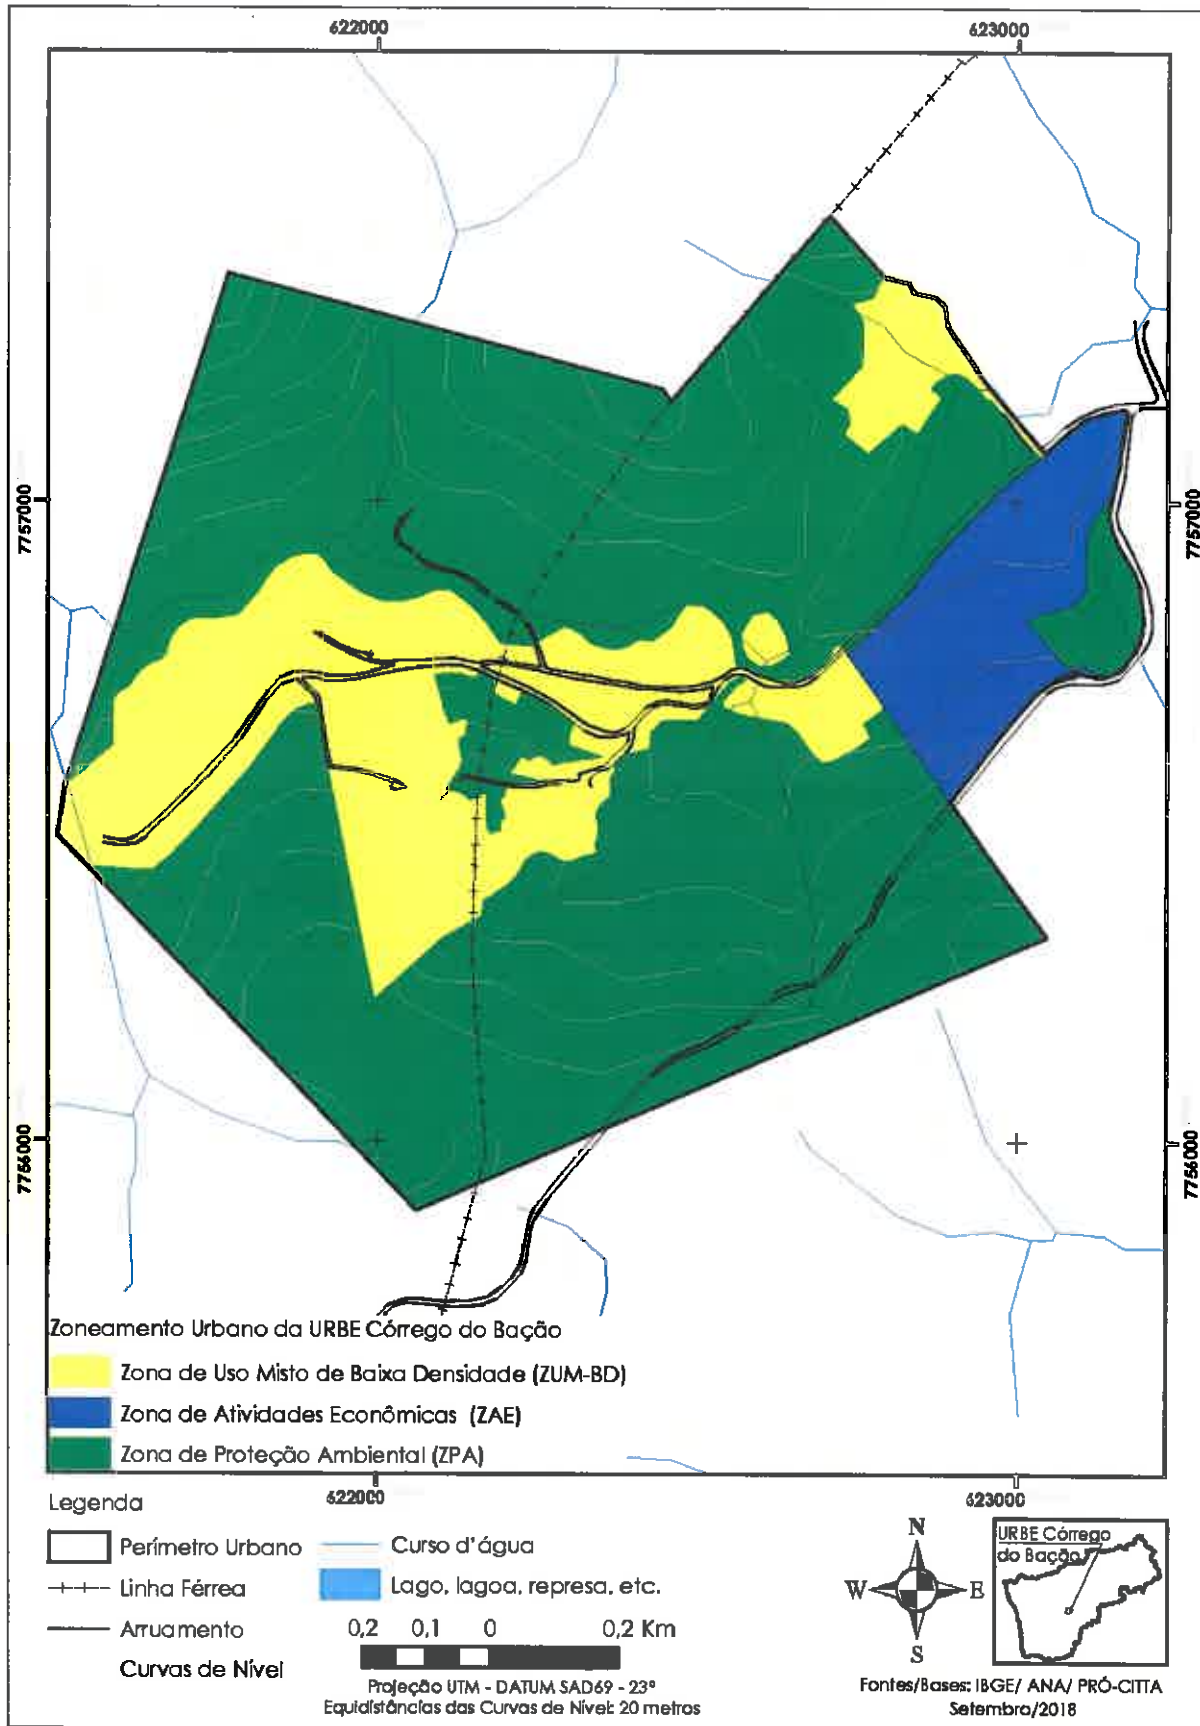 622000
623000
7757000
7757000
7756000
7756000
Zoneamento Urbano da URBE Córrego do Bação
Zona de Uso Misto de Baixa Densidade (ZUM-BD)
Zona de Atividades Econômicas (ZAE)
Zona de Proteção Ambiental (ZPA)
622000
623000
Legenda
Perímetro Urbano
Curso d'água
Linha Férrea
Lago, lagoa, represa, etc.
Arruamento
0,2 0,1 0 0,2 Km
Curvas de Nível
Projeção UTM - DATUM SAD69 - 23º
Equidistâncias das Curvas de Nível: 20 metros
N
W
E
S
URBE Córrego
do Bação
Fontes/Bases: IBGE/ ANA/ PRÓ-CITTA
Setembro/2018